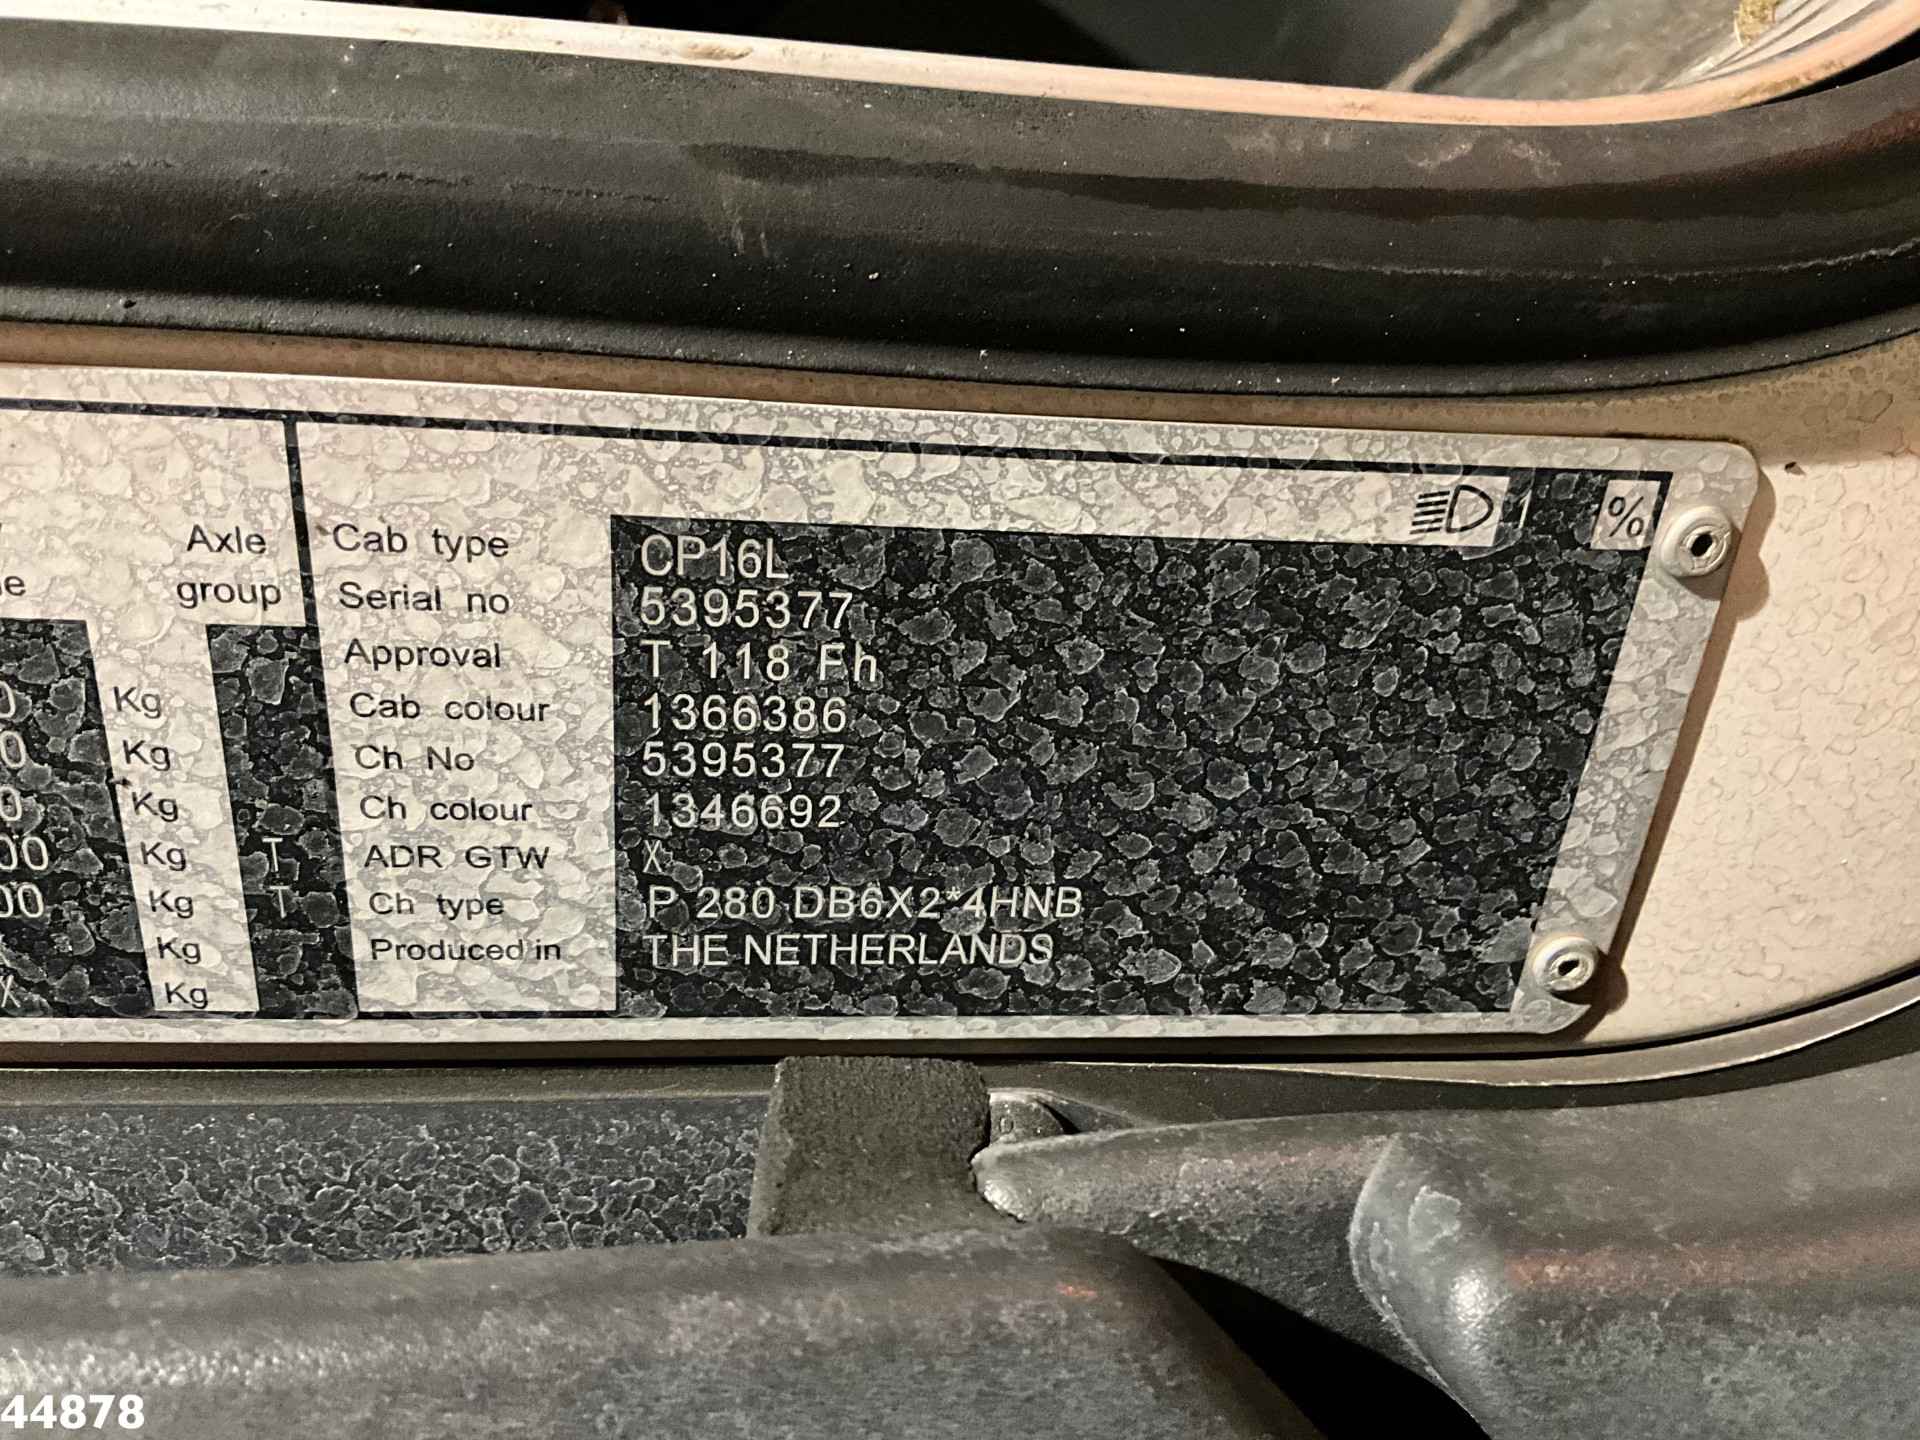 Axle
group
Cab type CP16L
Serial no 5395377
Approval T 118 Fh
Kg Cab colour 1366386
Kg Ch No 5395377
Kg Ch colour 1346692
Kg T ADR GTW X
Kg T Ch type P 280 DB6X2*4HNB
Kg Produced in THE NETHERLANDS
X Kg
%
44878